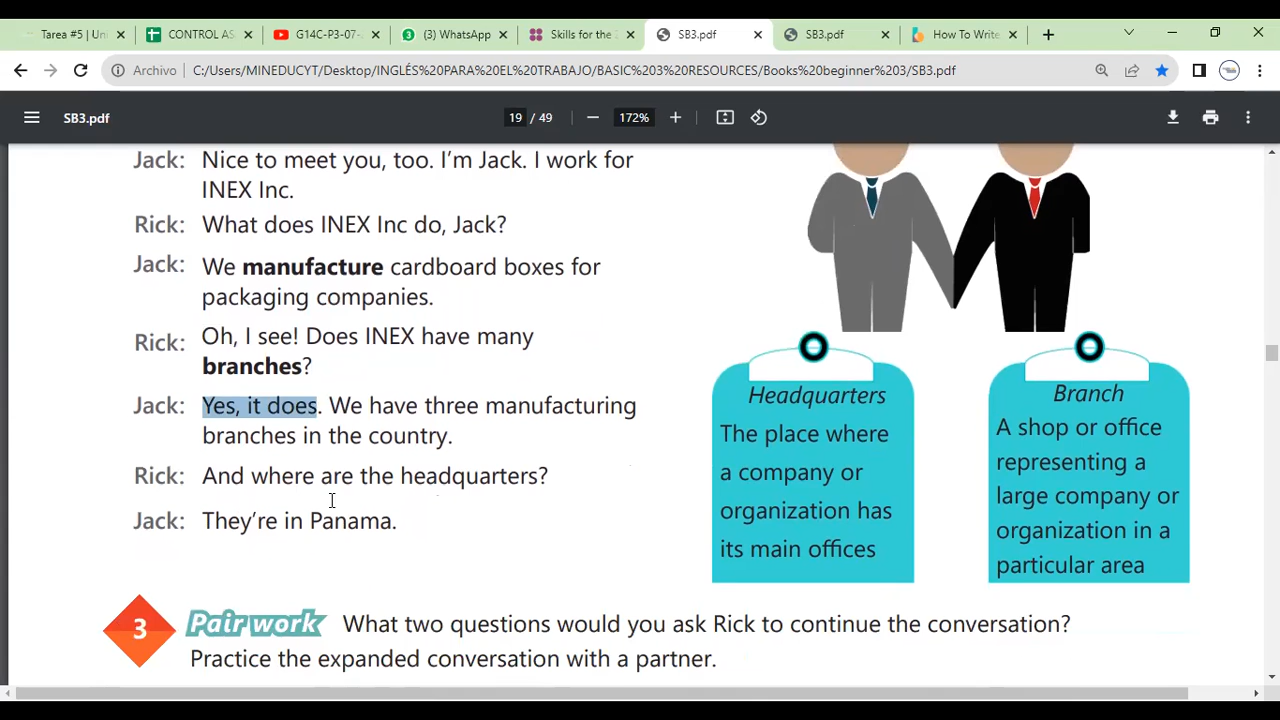 Tarea #5 | Un
CONTROL AS
G14C-P3-07-
(3) WhatsApp
Skills for the
SB3.pdf
SB3.pdf
How To Write
Archivo
C:/Users/MINEDUCYT/Desktop/INGLÉS%20PARA%20EL%20TRABAJO/BASIC%203%20RESOURCES/Books%20beginner%203/SB3.pdf
SB3.pdf
19 / 49
172%
Jack: Nice to meet you, too. I’m Jack. I work for
INEX Inc.
Rick: What does INEX Inc do, Jack?
Jack: We manufacture cardboard boxes for
packaging companies.
Rick: Oh, I see! Does INEX have many
branches?
Jack: Yes, it does. We have three manufacturing
branches in the country.
Rick: And where are the headquarters?
Jack: They’re in Panama.
Headquarters
The place where
a company or
organization has
its main offices
Branch
A shop or office
representing a
large company or
organization in a
particular area
3 Pair work What two questions would you ask Rick to continue the conversation?
Practice the expanded conversation with a partner.